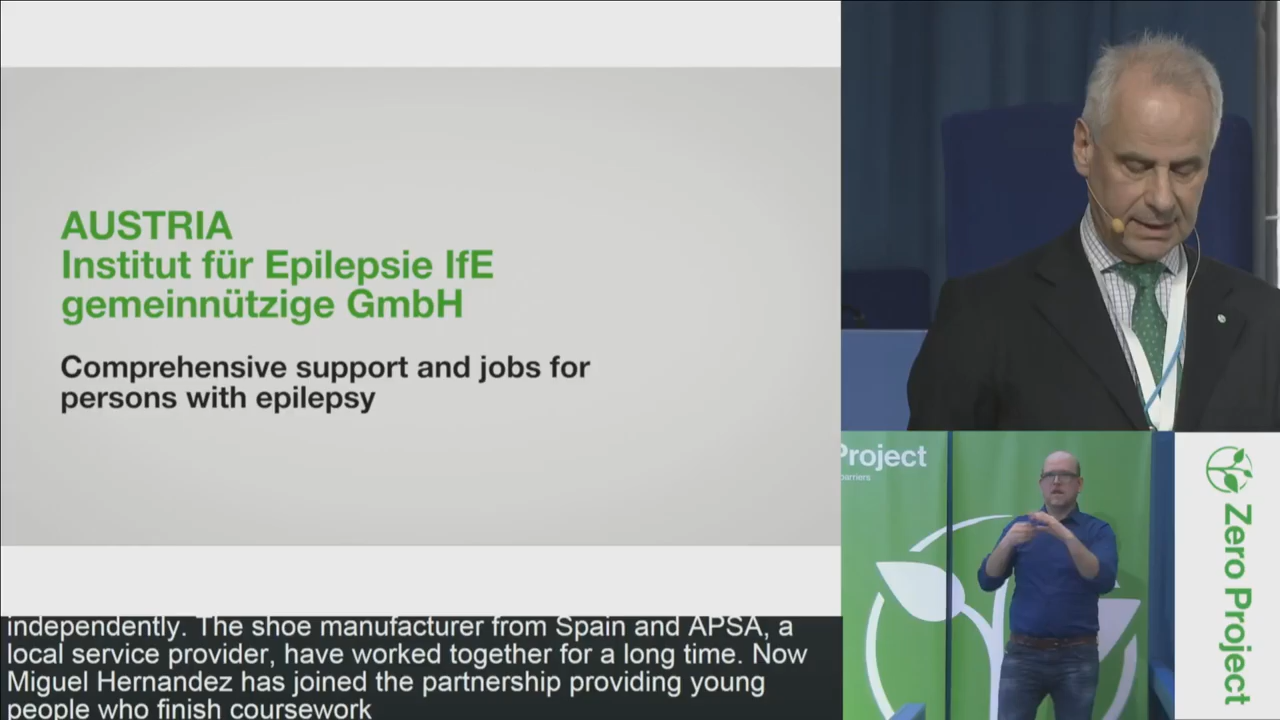 AUSTRIA
Institut für Epilepsie IfE
gemeinnützige GmbH
Comprehensive support and jobs for
persons with epilepsy
independently. The shoe manufacturer from Spain and APSA, a
local service provider, have worked together for a long time. Now
Miguel Hernandez has joined the partnership providing young
people who finish coursework
Project
barriers
Zero Project